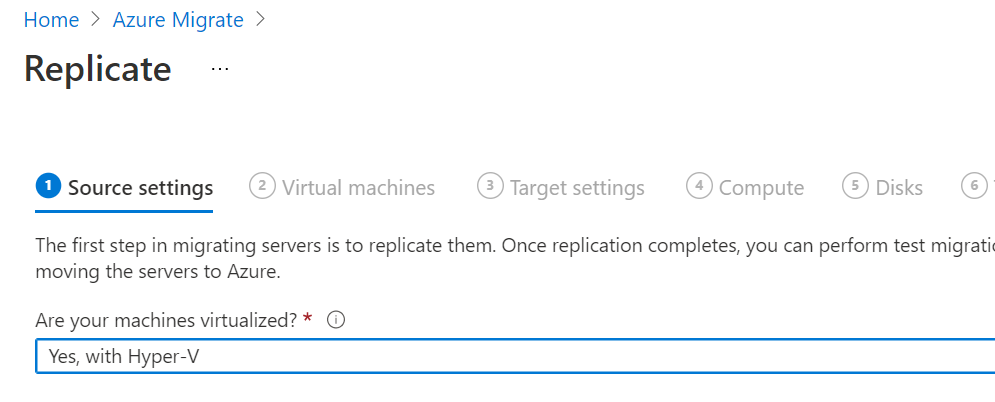 Home > Azure Migrate >
Replicate ...
1 Source settings 2 Virtual machines 3 Target settings 4 Compute 5 Disks 6
The first step in migrating servers is to replicate them. Once replication completes, you can perform test
moving the servers to Azure.
Are your machines virtualized? *
Yes, with Hyper-V